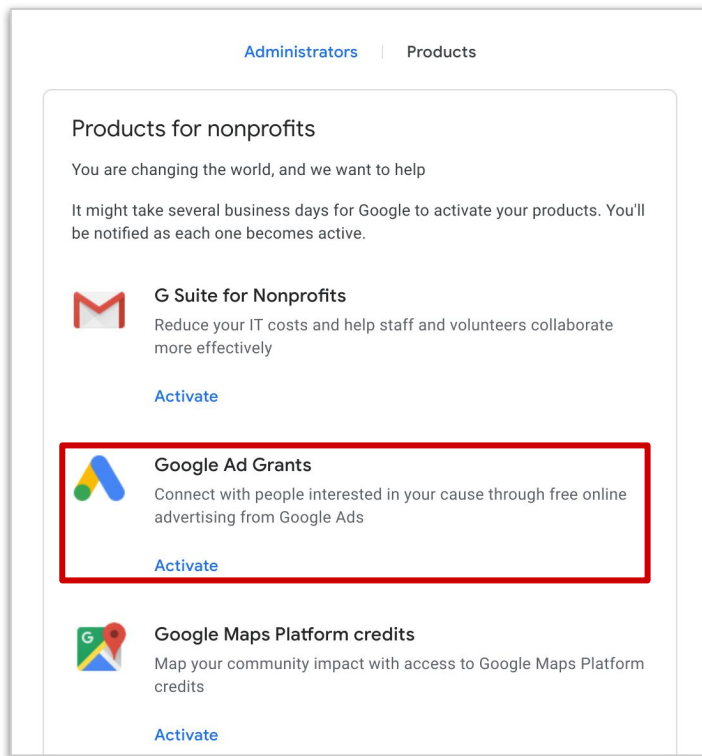 Administrators | Products
Products for nonprofits
You are changing the world, and we want to help
It might take several business days for Google to activate your products. You'll
be notified as each one becomes active.
G Suite for Nonprofits
Reduce your IT costs and help staff and volunteers collaborate
more effectively
Activate
Google Ad Grants
Connect with people interested in your cause through free online
advertising from Google Ads
Activate
G
Google Maps Platform credits
Map your community impact with access to Google Maps Platform
credits
Activate